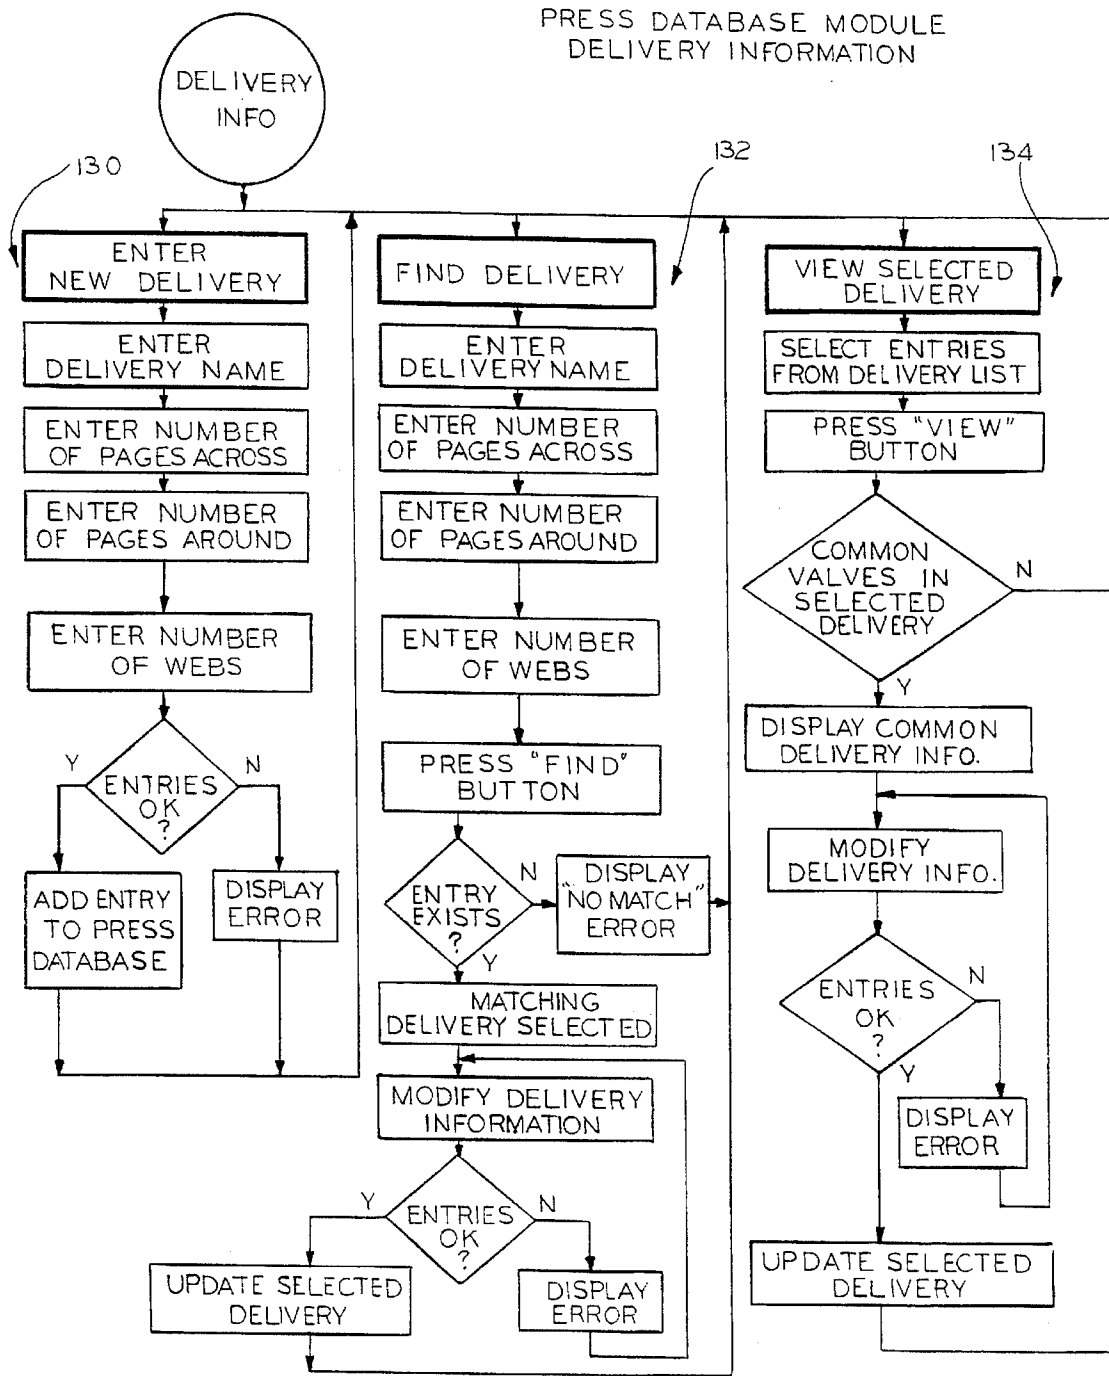 PRESS DATABASE MODULE
DELIVERY INFORMATION
DELIVERY
INFO
130
ENTER
NEW DELIVERY
ENTER
DELIVERY NAME
ENTER NUMBER
OF PAGES ACROSS
ENTER NUMBER
OF PAGES AROUND
ENTER NUMBER
OF WEBS
Y
N
ENTRIES
OK
?
ADD ENTRY
TO PRESS
DATABASE
DISPLAY
ERROR
132
FIND DELIVERY
ENTER
DELIVERY NAME
ENTER NUMBER
OF PAGES ACROSS
ENTER NUMBER
OF PAGES AROUND
ENTER NUMBER
OF WEBS
PRESS "FIND"
BUTTON
ENTRY
EXISTS
?
N
Y
DISPLAY
"NO MATCH"
ERROR
MATCHING
DELIVERY SELECTED
MODIFY DELIVERY
INFORMATION
Y
N
ENTRIES
OK
?
UPDATE SELECTED
DELIVERY
DISPLAY
ERROR
134
VIEW SELECTED
DELIVERY
SELECT ENTRIES
FROM DELIVERY LIST
PRESS "VIEW"
BUTTON
COMMON
VALVES IN
SELECTED
DELIVERY
N
Y
DISPLAY COMMON
DELIVERY INFO.
MODIFY
DELIVERY INFO.
ENTRIES
OK
?
N
Y
DISPLAY
ERROR
UPDATE SELECTED
DELIVERY